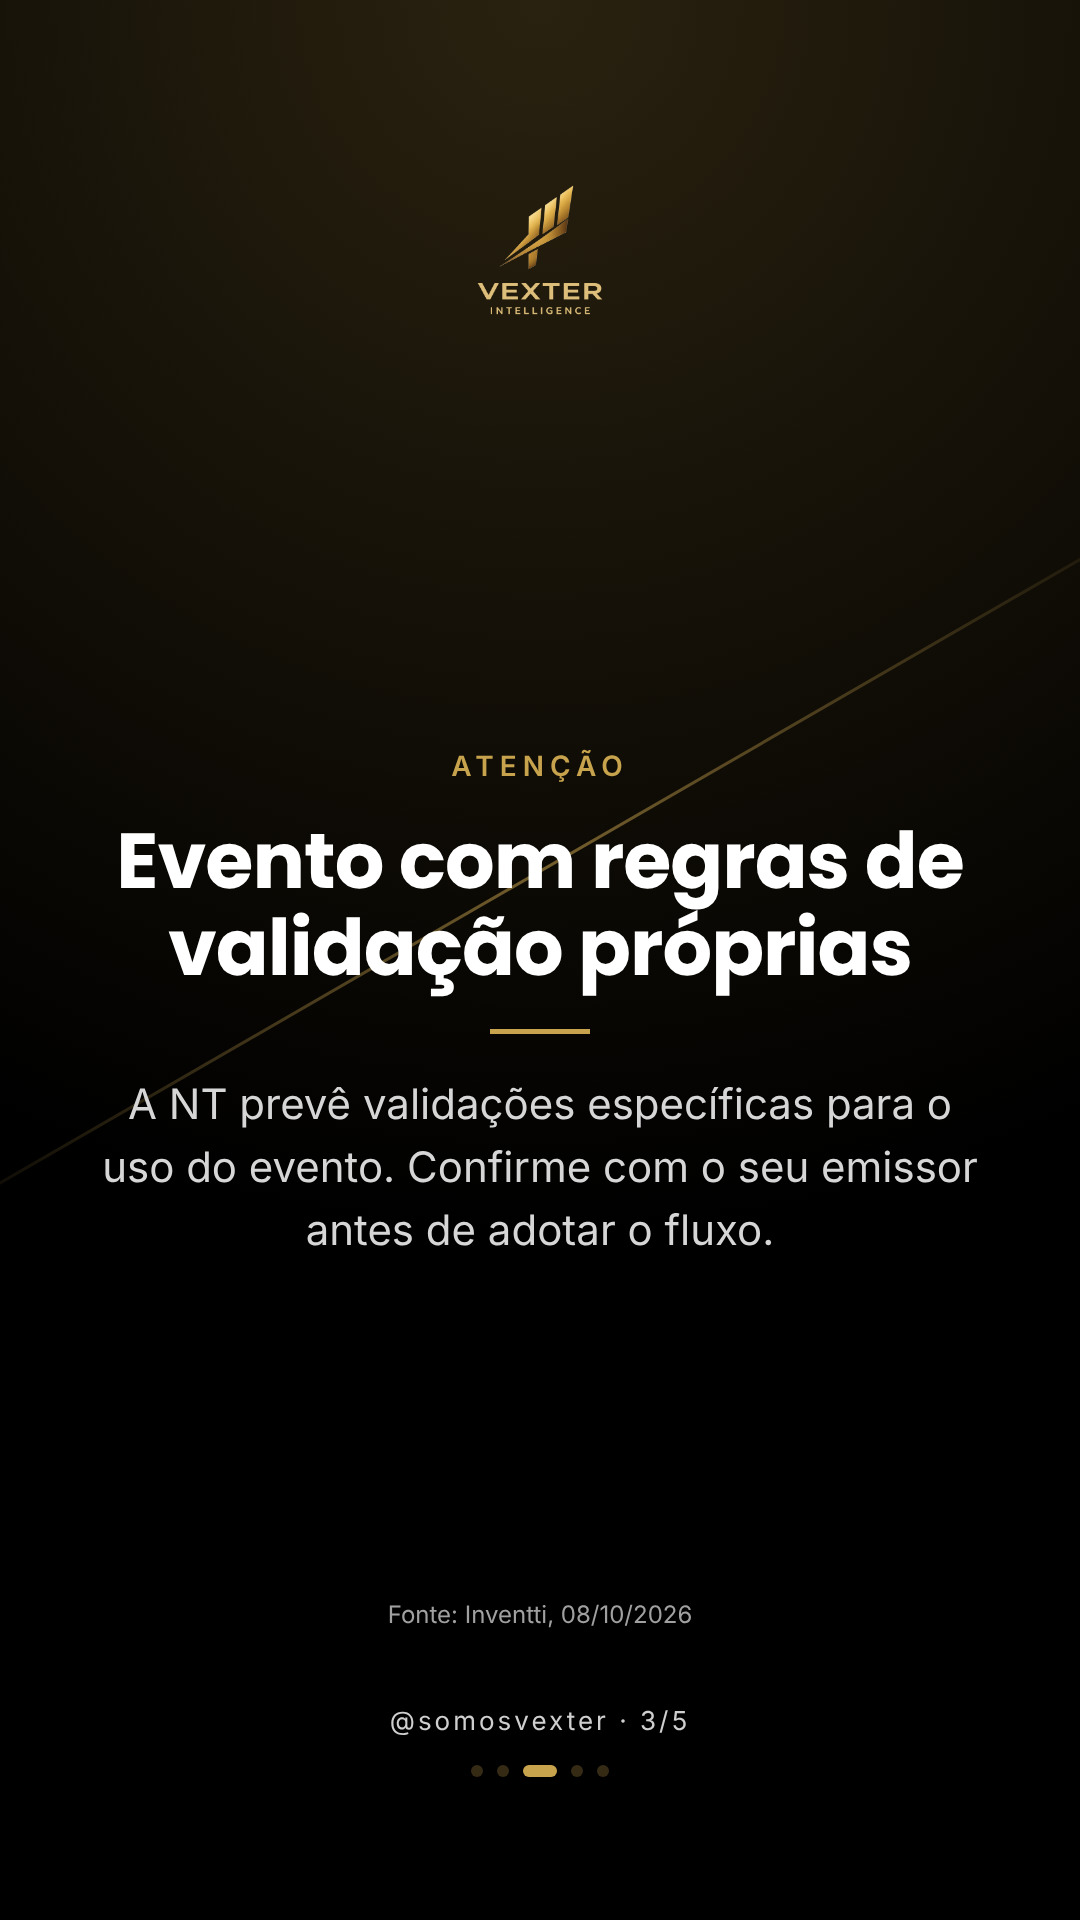 VEXTER
INTELLIGENCE
ATENÇÃO
Evento com regras de
validação próprias
A NT prevê validações específicas para o
uso do evento. Confirme com o seu emissor
antes de adotar o fluxo.
Fonte: Inventti, 08/10/2026
@somosvexter · 3/5